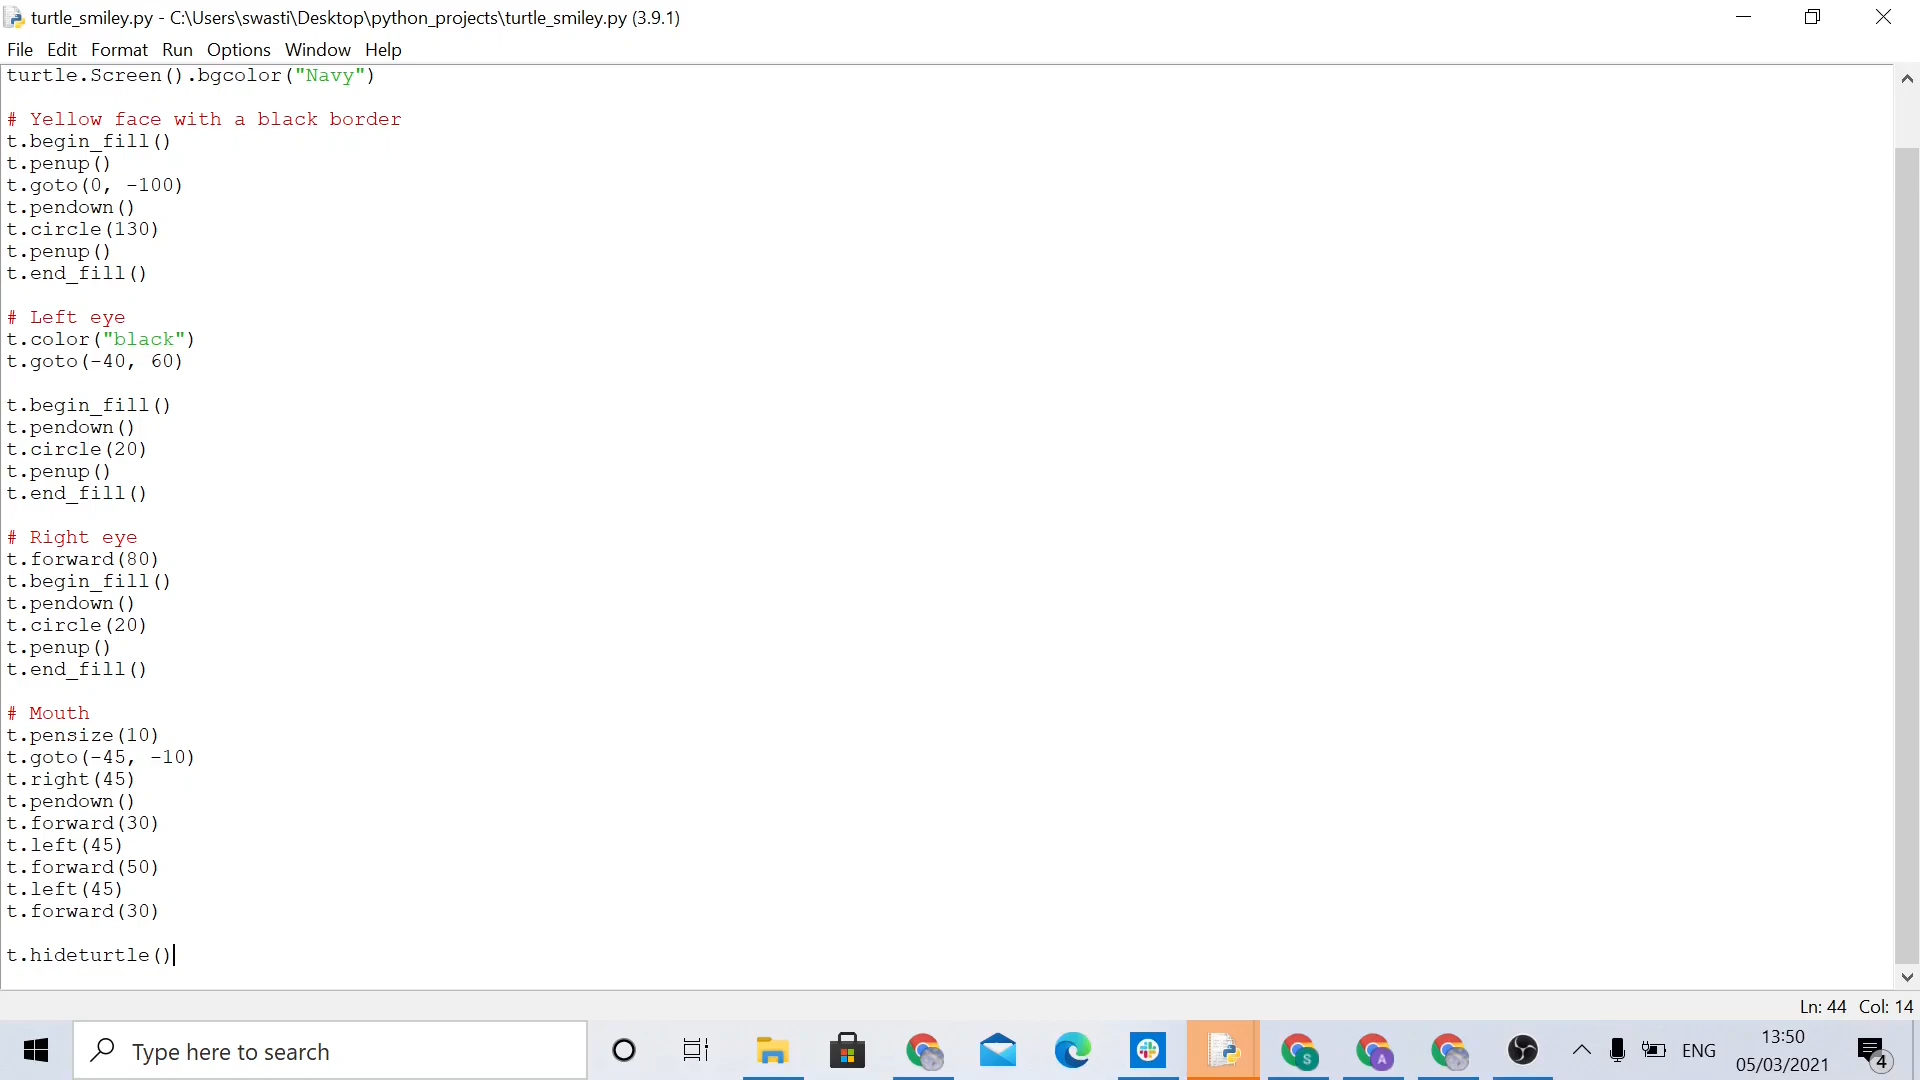 turtle_smiley.py - C:\Users\swasti\Desktop\python_projects\turtle_smiley.py (3.9.1)
File Edit Format Run Options Window Help
turtle.Screen().bgcolor("Navy")
# Yellow face with a black border
t.begin_fill()
t.penup()
t.goto(0, -100)
t.pendown()
t.circle(130)
t.penup()
t.end_fill()
# Left eye
t.color("black")
t.goto(-40, 60)
t.begin_fill()
t.pendown()
t.circle(20)
t.penup()
t.end_fill()
# Right eye
t.forward(80)
t.begin_fill()
t.pendown()
t.circle(20)
t.penup()
t.end_fill()
# Mouth
t.pensize(10)
t.goto(-45, -10)
t.right(45)
t.pendown()
t.forward(30)
t.left(45)
t.forward(50)
t.left(45)
t.forward(30)
t.hideturtle()
Ln: 44 Col: 14
Type here to search
S
A
ENG
13:50
05/03/2021
4